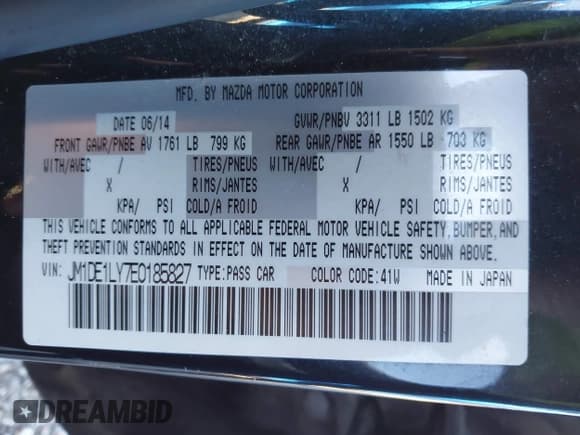 MFD. BY MAZDA MOTOR CORPORATION
DATE 06/14 GVWR/PNBV 3311 LB 1502 KG
FRONT GAWR/PNBE AV 1761 LB 799 KG REAR GAWR/PNBE AR 1550 LB 703 KG
WITH/AVEC / TIRES/PNEUS WITH/AVEC / TIRES/PNEUS
X RIMS/JANTES X RIMS/JANTES
KPA/ PSI COLD/A FROID KPA/ PSI COLD/A FROID
THIS VEHICLE CONFORMS TO ALL APPLICABLE FEDERAL MOTOR VEHICLE SAFETY, BUMPER, AND
THEFT PREVENTION STANDARDS IN EFFECT ON THE DATE OF MANUFACTURE SHOWN ABOVE.
VIN: JM1DE1LY7E0185827 TYPE:PASS CAR COLOR CODE:41W MADE IN JAPAN
DREAMBID